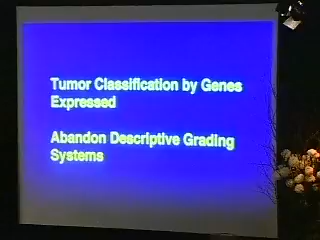 Tumor Classification by Genes
Expressed
Abandon Descriptive Grading
Systems